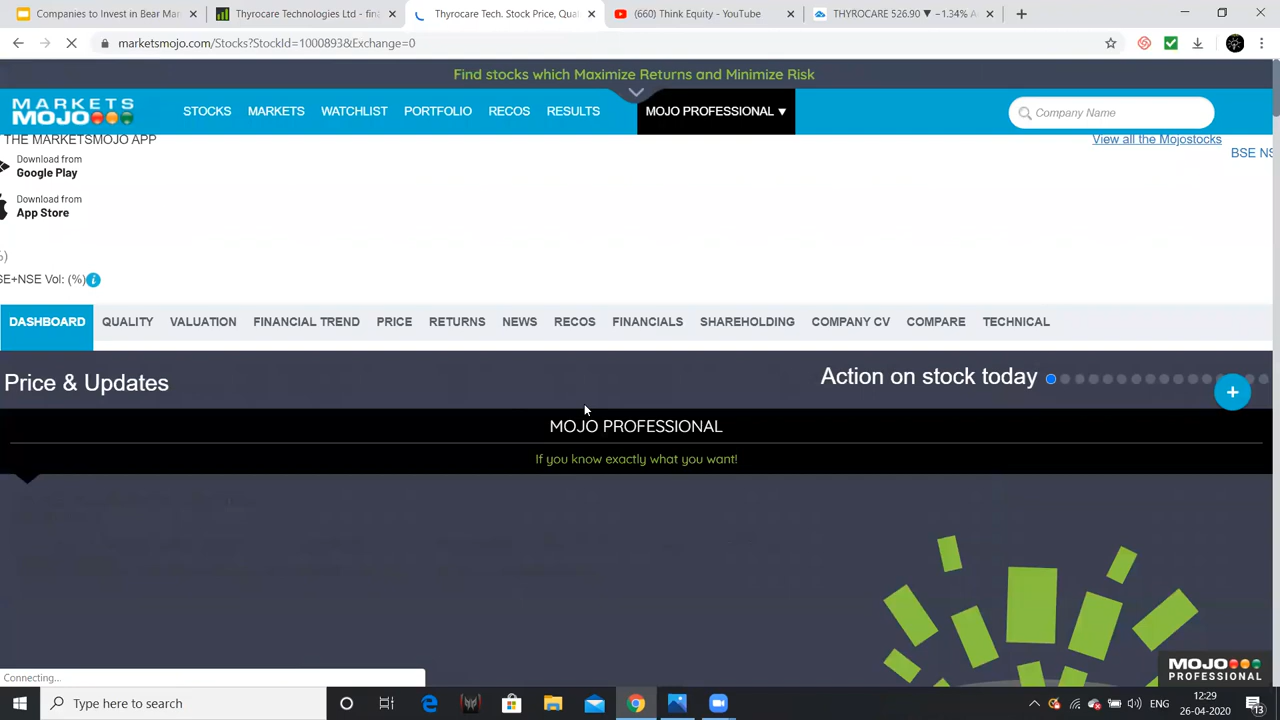 Companies to Invest in Bear Mar
Thyrocare Technologies Ltd - fina
Thyrocare Tech. Stock Price, Qua
(660) Think Equity - YouTube
THYROCARE 526.90 ▼ −1.34% A
marketsmojo.com/Stocks?StockId=1000893&Exchange=0
Find stocks which Maximize Returns and Minimize Risk
MARKETS MOJO
STOCKS MARKETS WATCHLIST PORTFOLIO RECOS RESULTS MOJO PROFESSIONAL ▼ Company Name
THE MARKETSMOJO APP
View all the Mojostocks
BSE NS
Download from
Google Play
Download from
App Store
%)
SE+NSE Vol: (%) i
DASHBOARD QUALITY VALUATION FINANCIAL TREND PRICE RETURNS NEWS RECOS FINANCIALS SHAREHOLDING COMPANY CV COMPARE TECHNICAL
Price & Updates
Action on stock today
+
MOJO PROFESSIONAL
If you know exactly what you want!
MOJO
PROFESSIONAL
Connecting...
Type here to search
ENG
12:29
26-04-2020
13